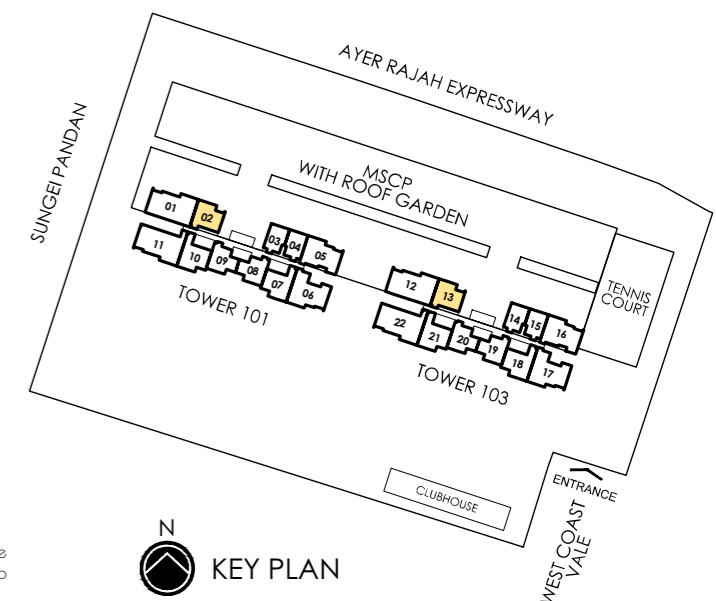 AYER RAJAH EXPRESSWAY
SUNGEI PANDAN
MSCP
WITH ROOF GARDEN
TENNIS
COURT
01
02
03
04
05
11
10
09
08
07
06
TOWER 101
12
13
14
15
16
22
21
20
19
18
17
TOWER 103
CLUBHOUSE
ENTRANCE
WEST COAST
VALE
N
KEY PLAN